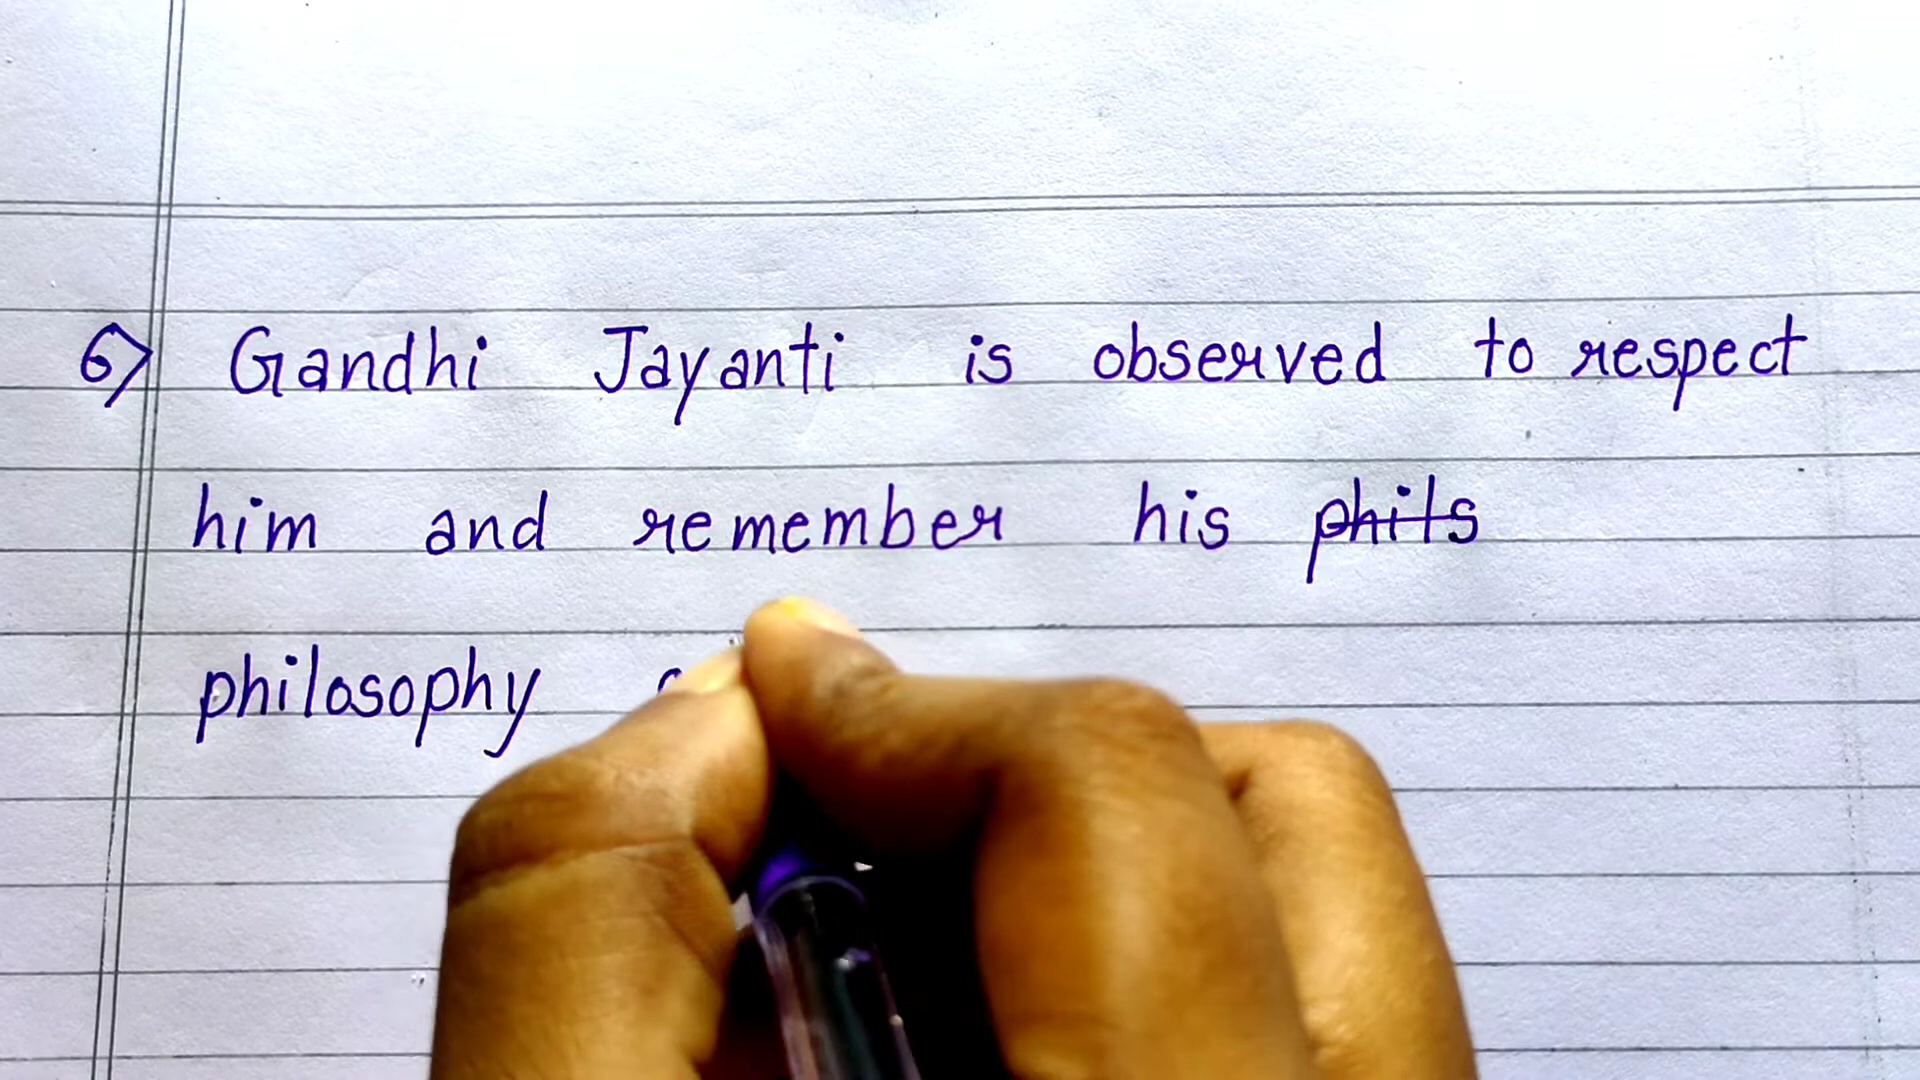 6) Gandhi Jayanti is observed to respect
him and remember his phils
philosophy